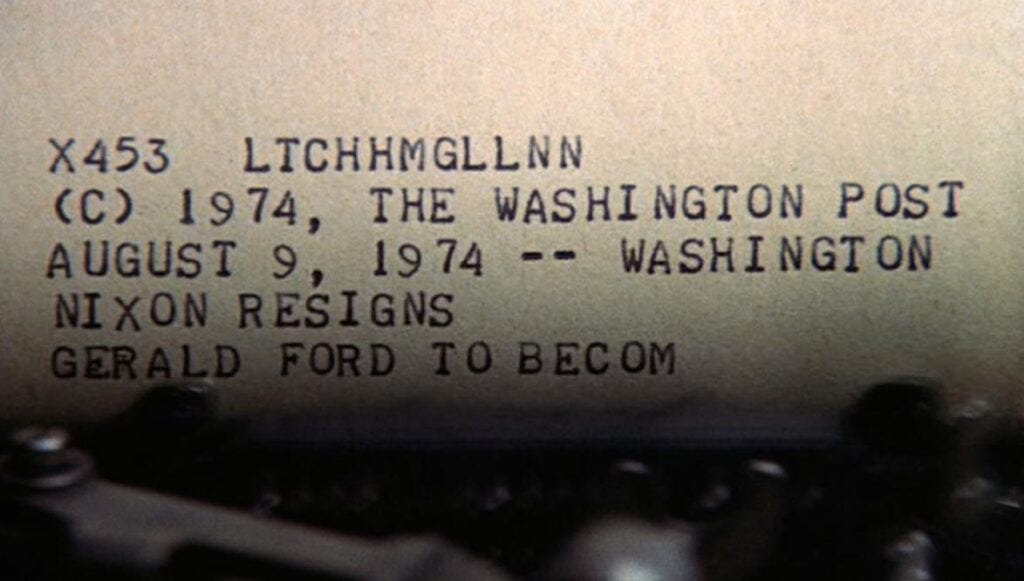 X453 LTCHHMGLLNN
(C) 1974, THE WASHINGTON POST
AUGUST 9, 1974 -- WASHINGTON
NIXON RESIGNS
GERALD FORD TO BECOM